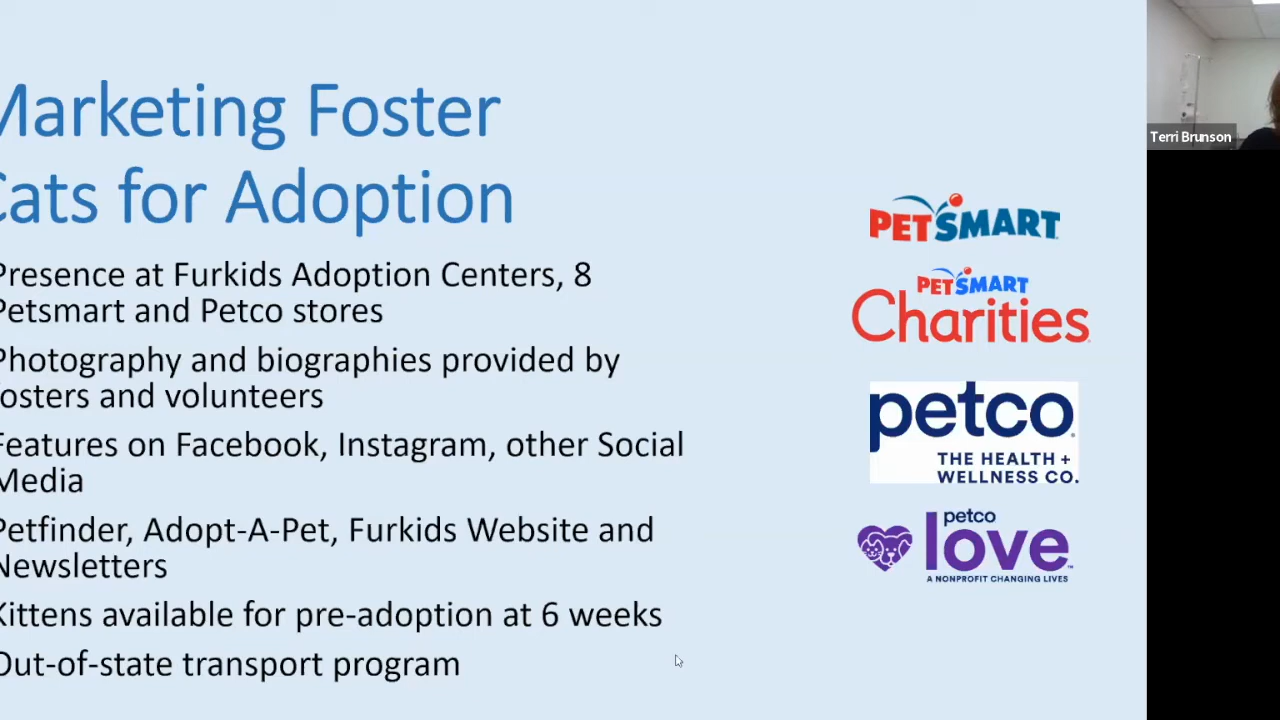 Marketing Foster
Cats for Adoption
Presence at Furkids Adoption Centers, 8
Petsmart and Petco stores
Photography and biographies provided by
fosters and volunteers
Features on Facebook, Instagram, other Social
Media
Petfinder, Adopt-A-Pet, Furkids Website and
Newsletters
Kittens available for pre-adoption at 6 weeks
Out-of-state transport program
PETSMART
PETSMART
Charities
petco
THE HEALTH +
WELLNESS CO.
petco
love
A NONPROFIT CHANGING LIVES
Terri Brunson